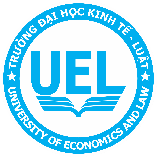 TRƯỜNG ĐẠI HỌC KINH TẾ - LUẬT
UEL
UNIVERSITY OF ECONOMICS AND LAW